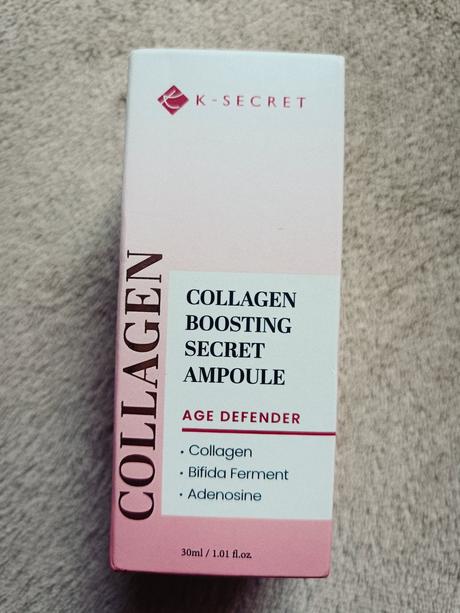 K-SECRET
COLLAGEN
COLLAGEN
BOOSTING
SECRET
AMPOULE
AGE DEFENDER
• Collagen
• Bifida Ferment
• Adenosine
30ml / 1.01 fl.oz.